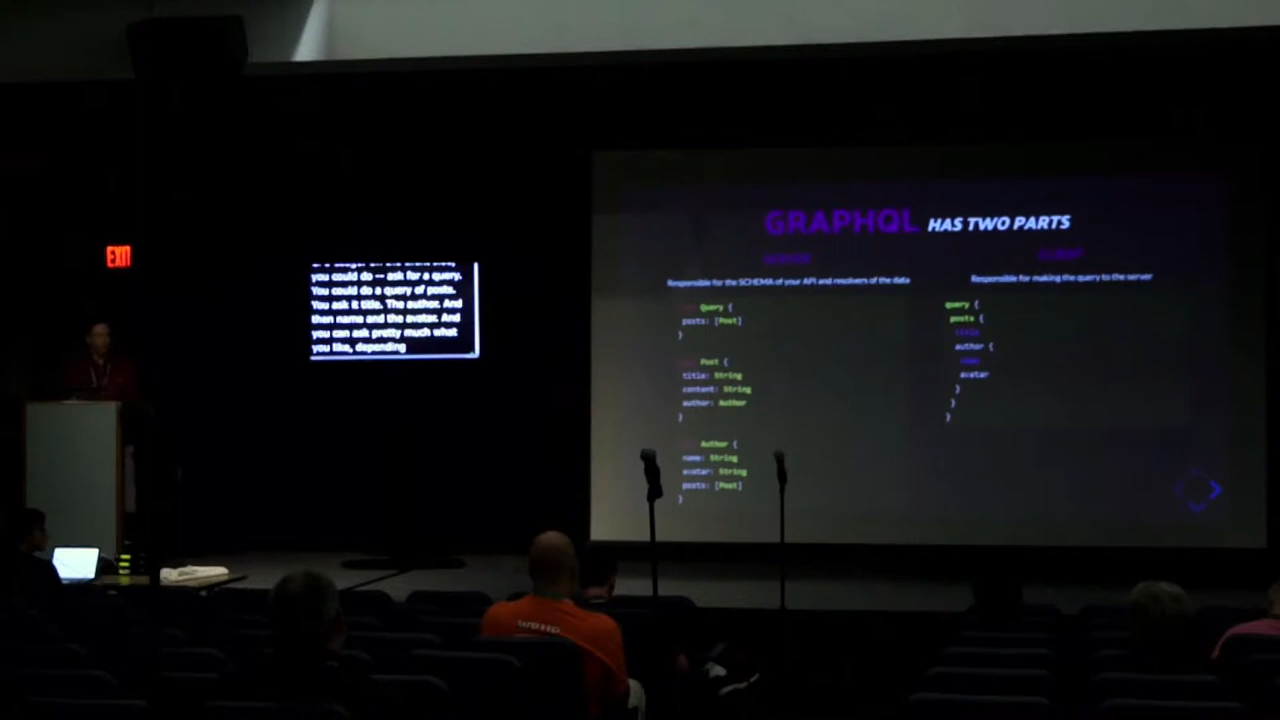 EXIT
you could do -- ask for a query.
You could do a query of posts.
You ask it title. The author. And
then name and the avatar. And
you can ask pretty much what
you like, depending
GRAPHQL HAS TWO PARTS
Responsible for the SCHEMA of your API and resolvers of the data
Query {
posts: [Post]
}
Post {
title: String
content: String
author: Author
}
Author {
name: String
avatar: String
posts: [Post]
}
CLIENT
Responsible for making the query to the server
query {
posts {
title
author {
name
avatar
}
}
}